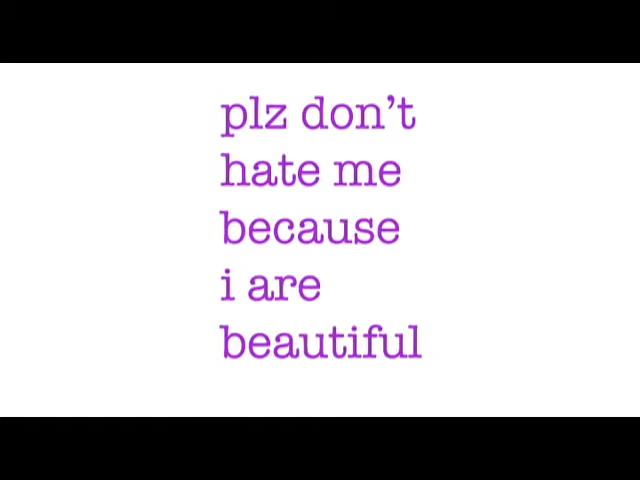 plz don’t
hate me
because
i are
beautiful